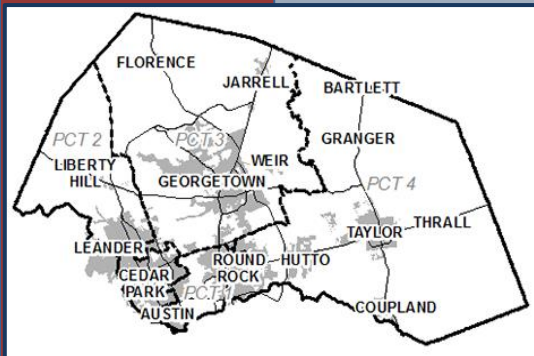 FLORENCE
JARRELL
BARTLETT
PCT 2
PCT 3
GRANGER
LIBERTY
HILL
WEIR
GEORGETOWN
PCT 4
THRALL
TAYLOR
LEANDER
ROUND
ROCK
HUTTO
CEDAR
PARK
PCT 1
COUPLAND
AUSTIN